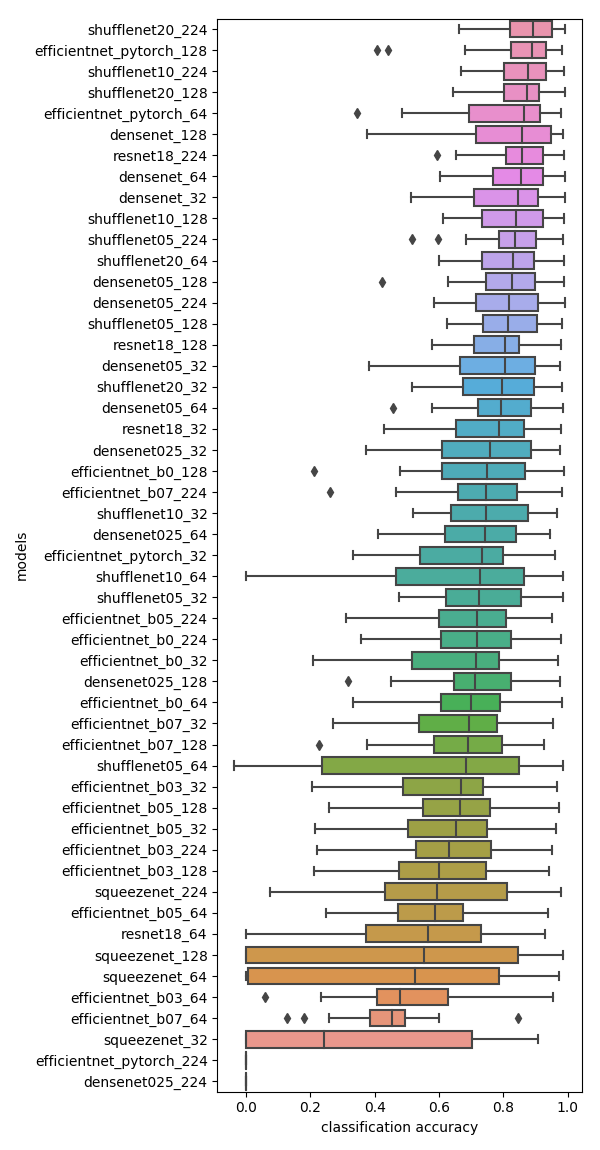 shufflenet20_224
efficientnet_pytorch_128
shufflenet10_224
shufflenet20_128
efficientnet_pytorch_64
densenet_128
resnet18_224
densenet_64
densenet_32
shufflenet10_128
shufflenet05_224
shufflenet20_64
densenet05_128
densenet05_224
shufflenet05_128
resnet18_128
densenet05_32
shufflenet20_32
densenet05_64
resnet18_32
densenet025_32
efficientnet_b0_128
efficientnet_b07_224
shufflenet10_32
densenet025_64
efficientnet_pytorch_32
shufflenet10_64
shufflenet05_32
efficientnet_b05_224
efficientnet_b0_224
efficientnet_b0_32
densenet025_128
efficientnet_b0_64
efficientnet_b07_32
efficientnet_b07_128
shufflenet05_64
efficientnet_b03_32
efficientnet_b05_128
efficientnet_b05_32
efficientnet_b03_224
efficientnet_b03_128
squeezenet_224
efficientnet_b05_64
resnet18_64
squeezenet_128
squeezenet_64
efficientnet_b03_64
efficientnet_b07_64
squeezenet_32
efficientnet_pytorch_224
densenet025_224
models
0.0 0.2 0.4 0.6 0.8 1.0
classification accuracy